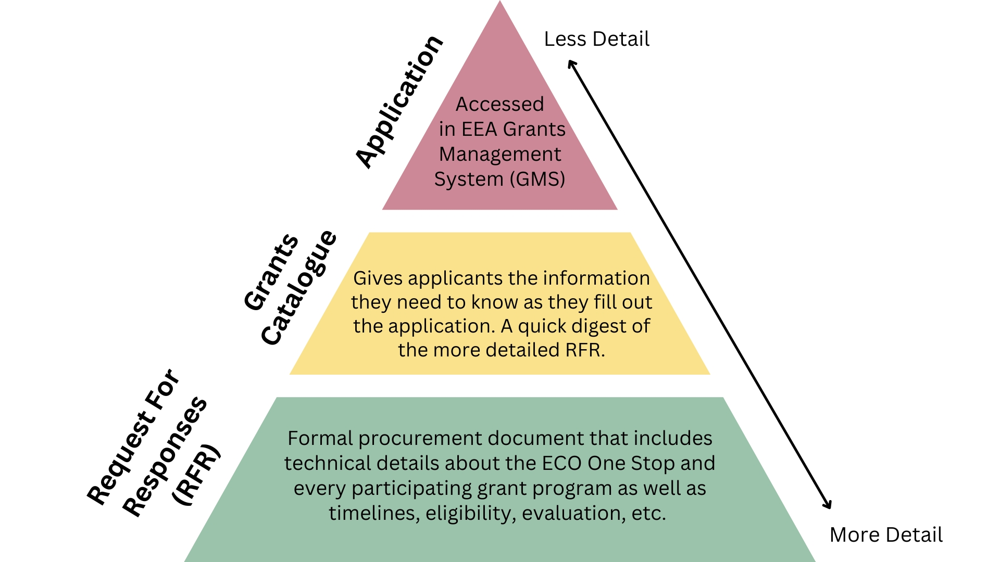 Less Detail
Application
Accessed
in EEA Grants
Management
System (GMS)
Grants
Catalogue
Gives applicants the information
they need to know as they fill out
the application. A quick digest of
the more detailed RFR.
Request For
Responses
(RFR)
Formal procurement document that includes
technical details about the ECO One Stop and
every participating grant program as well as
timelines, eligibility, evaluation, etc.
More Detail